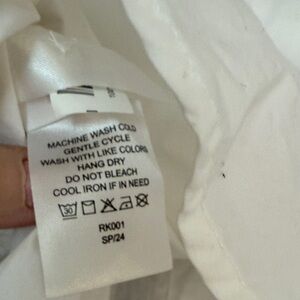 MACHINE WASH COLD
GENTLE CYCLE
WASH WITH LIKE COLORS
HANG DRY
DO NOT BLEACH
COOL IRON IF IN NEED
30
RK001
SP/24